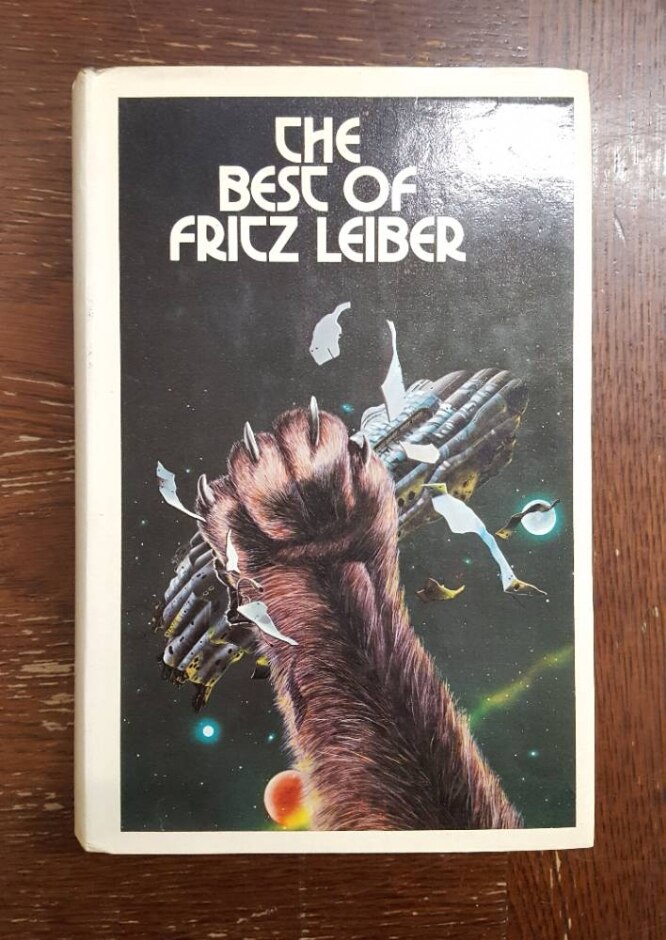 THE
BEST OF
FRITZ LEIBER